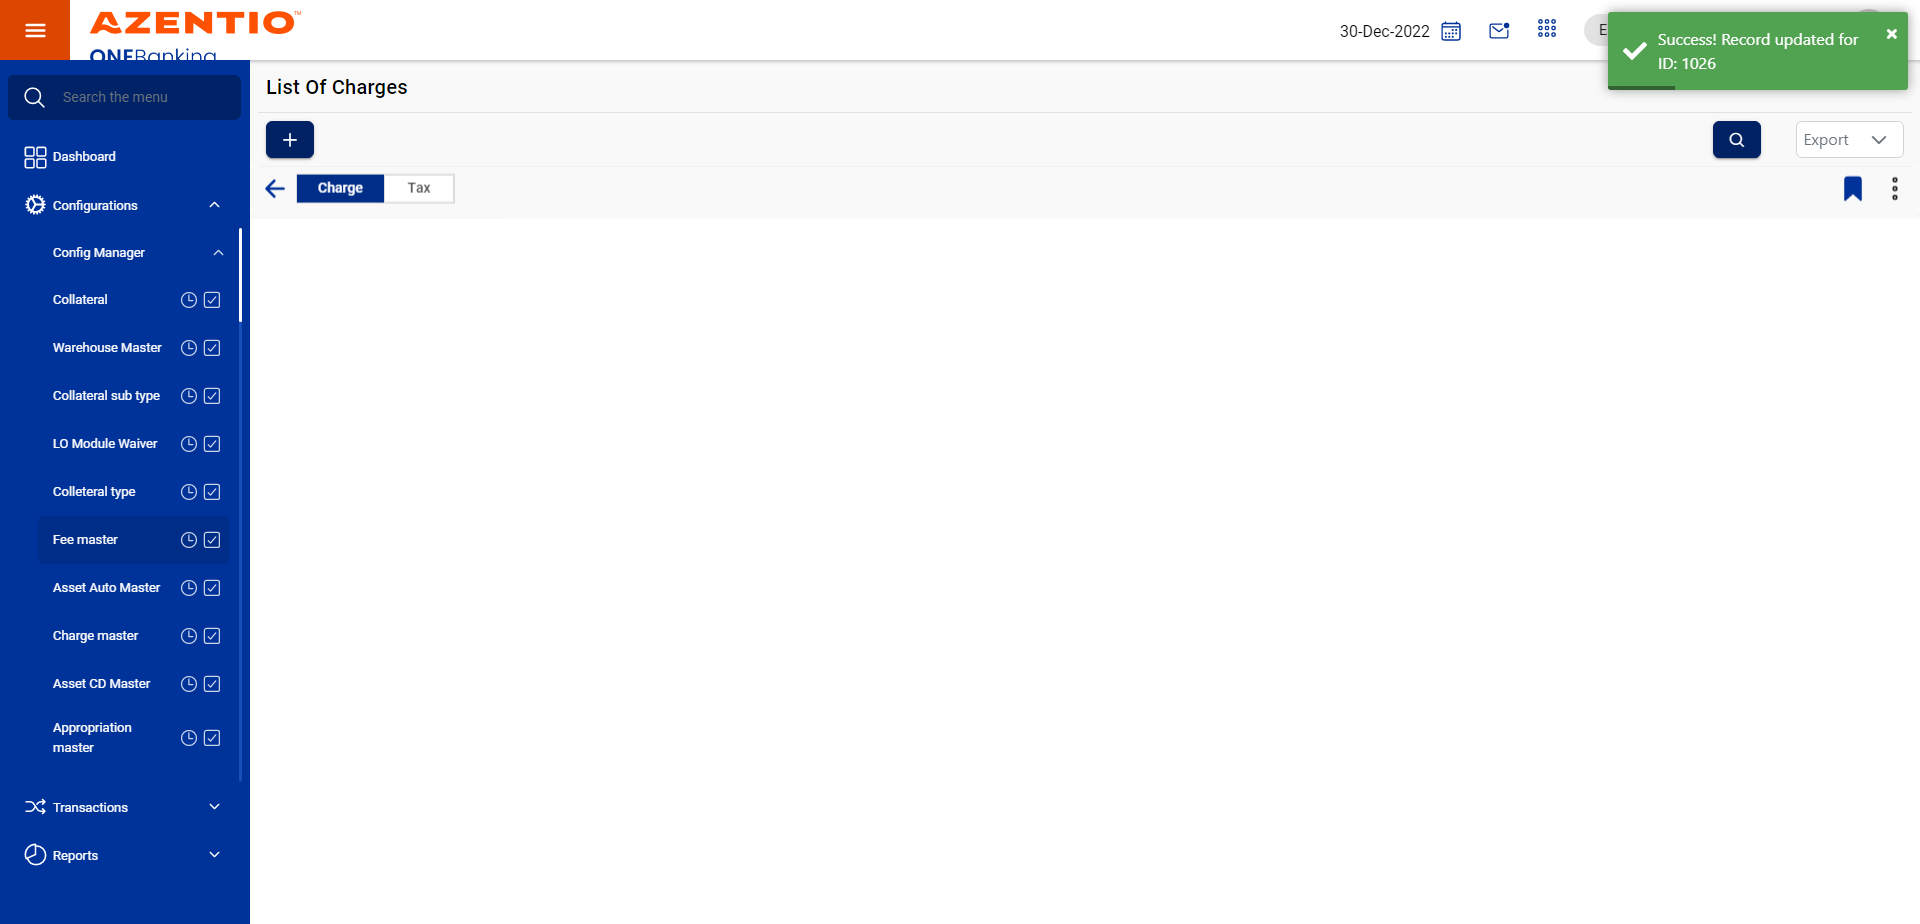 AZENTIO™
ONEBanking
30-Dec-2022
E
Success! Record updated for
ID: 1026
Search the menu
Dashboard
Configurations
Config Manager
Collateral
Warehouse Master
Collateral sub type
LO Module Waiver
Colleteral type
Fee master
Asset Auto Master
Charge master
Asset CD Master
Appropriation
master
Transactions
Reports
List Of Charges
Export
Charge
Tax